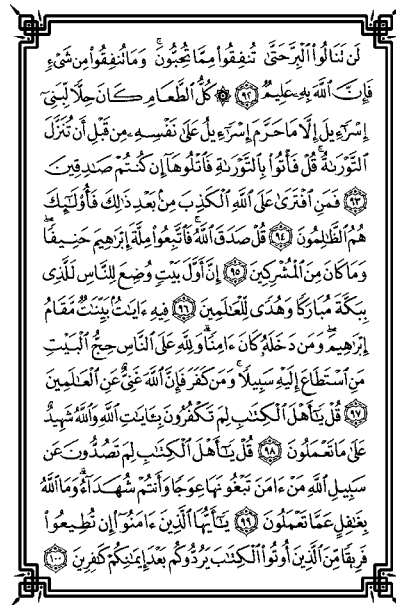 لَن تَنَالُوا۟ ٱلْبِرَّ حَتَّىٰ تُنفِقُوا۟ مِمَّا تُحِبُّونَ ۚ وَمَا تُنفِقُوا۟ مِن شَىْءٍ
فَإِنَّ ٱللَّهَ بِهِۦ عَلِيمٌ ٩٢ ۞ كُلُّ ٱلطَّعَامِ كَانَ حِلًّا لِّبَنِىٓ
إِسْرَٰٓءِيلَ إِلَّا مَا حَرَّمَ إِسْرَٰٓءِيلُ عَلَىٰ نَفْسِهِۦ مِن قَبْلِ أَن تُنَزَّلَ
ٱلتَّوْرَىٰةُ ۗ قُلْ فَأْتُوا۟ بِٱلتَّوْرَىٰةِ فَٱتْلُوهَآ إِن كُنتُمْ صَٰدِقِينَ
٩٣ فَمَنِ ٱفْتَرَىٰ عَلَى ٱللَّهِ ٱلْكَذِبَ مِنۢ بَعْدِ ذَٰلِكَ فَأُو۟لَٰٓئِكَ
هُمُ ٱلظَّٰلِمُونَ ٩٤ قُلْ صَدَقَ ٱللَّهُ ۗ فَٱتَّبِعُوا۟ مِلَّةَ إِبْرَٰهِيمَ حَنِيفًا ۖ
وَمَا كَانَ مِنَ ٱلْمُشْرِكِينَ ٩٥ إِنَّ أَوَّلَ بَيْتٍ وُضِعَ لِلنَّاسِ لَلَّذِى
بِبَكَّةَ مُبَارَكًا وَهُدًى لِّلْعَٰلَمِينَ ٩٦ فِيهِ ءَايَٰتٌۢ بَيِّنَٰتٌ مَّقَامُ
إِبْرَٰهِيمَ ۖ وَمَن دَخَلَهُۥ كَانَ ءَامِنًا ۗ وَلِلَّهِ عَلَى ٱلنَّاسِ حِجُّ ٱلْبَيْتِ
مَنِ ٱسْتَطَاعَ إِلَيْهِ سَبِيلًا ۚ وَمَن كَفَرَ فَإِنَّ ٱللَّهَ غَنِىٌّ عَنِ ٱلْعَٰلَمِينَ
٩٧ قُلْ يَٰٓأَهْلَ ٱلْكِتَٰبِ لِمَ تَكْفُرُونَ بِـَٔايَٰتِ ٱللَّهِ وَٱللَّهُ شَهِيدٌ
عَلَىٰ مَا تَعْمَلُونَ ٩٨ قُلْ يَٰٓأَهْلَ ٱلْكِتَٰبِ لِمَ تَصُدُّونَ عَن
سَبِيلِ ٱللَّهِ مَنْ ءَامَنَ تَبْغُونَهَا عِوَجًا وَأَنتُمْ شُهَدَآءُ ۗ وَمَا ٱللَّهُ
بِغَٰفِلٍ عَمَّا تَعْمَلُونَ ٩٩ يَٰٓأَيُّهَا ٱلَّذِينَ ءَامَنُوٓا۟ إِن تُطِيعُوا۟
فَرِيقًا مِّنَ ٱلَّذِينَ أُوتُوا۟ ٱلْكِتَٰبَ يَرُدُّوكُم بَعْدَ إِيمَٰنِكُمْ كَٰفِرِينَ ١٠٠